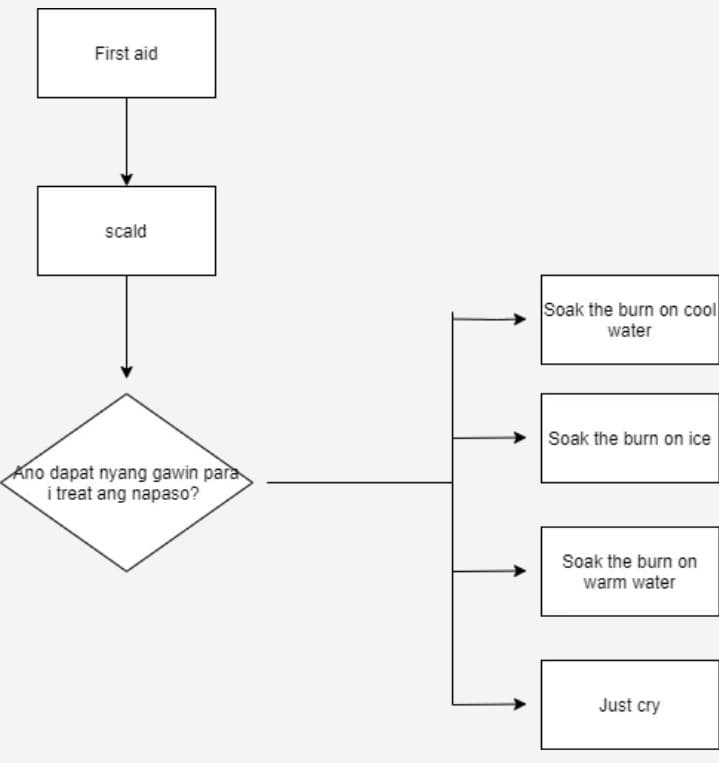 First aid
scald
Ano dapat nyang gawin para
i treat ang napaso?
Soak the burn on cool
water
Soak the burn on ice
Soak the burn on
warm water
Just cry